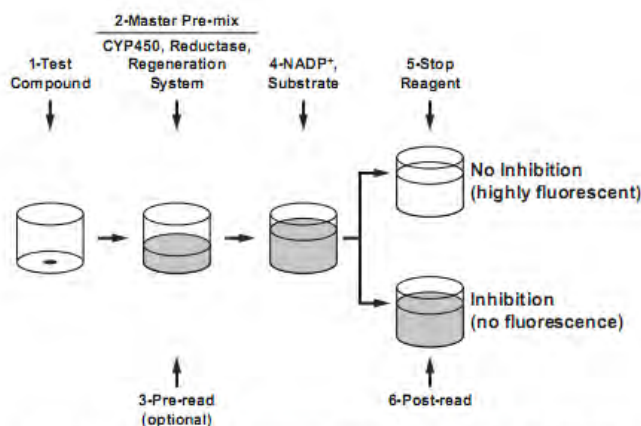 1-Test
Compound
2-Master Pre-mix
CYP450, Reductase,
Regeneration
System
4-NADP⁺,
Substrate
5-Stop
Reagent
No Inhibition
(highly fluorescent)
Inhibition
(no fluorescence)
3-Pre-read
(optional)
6-Post-read